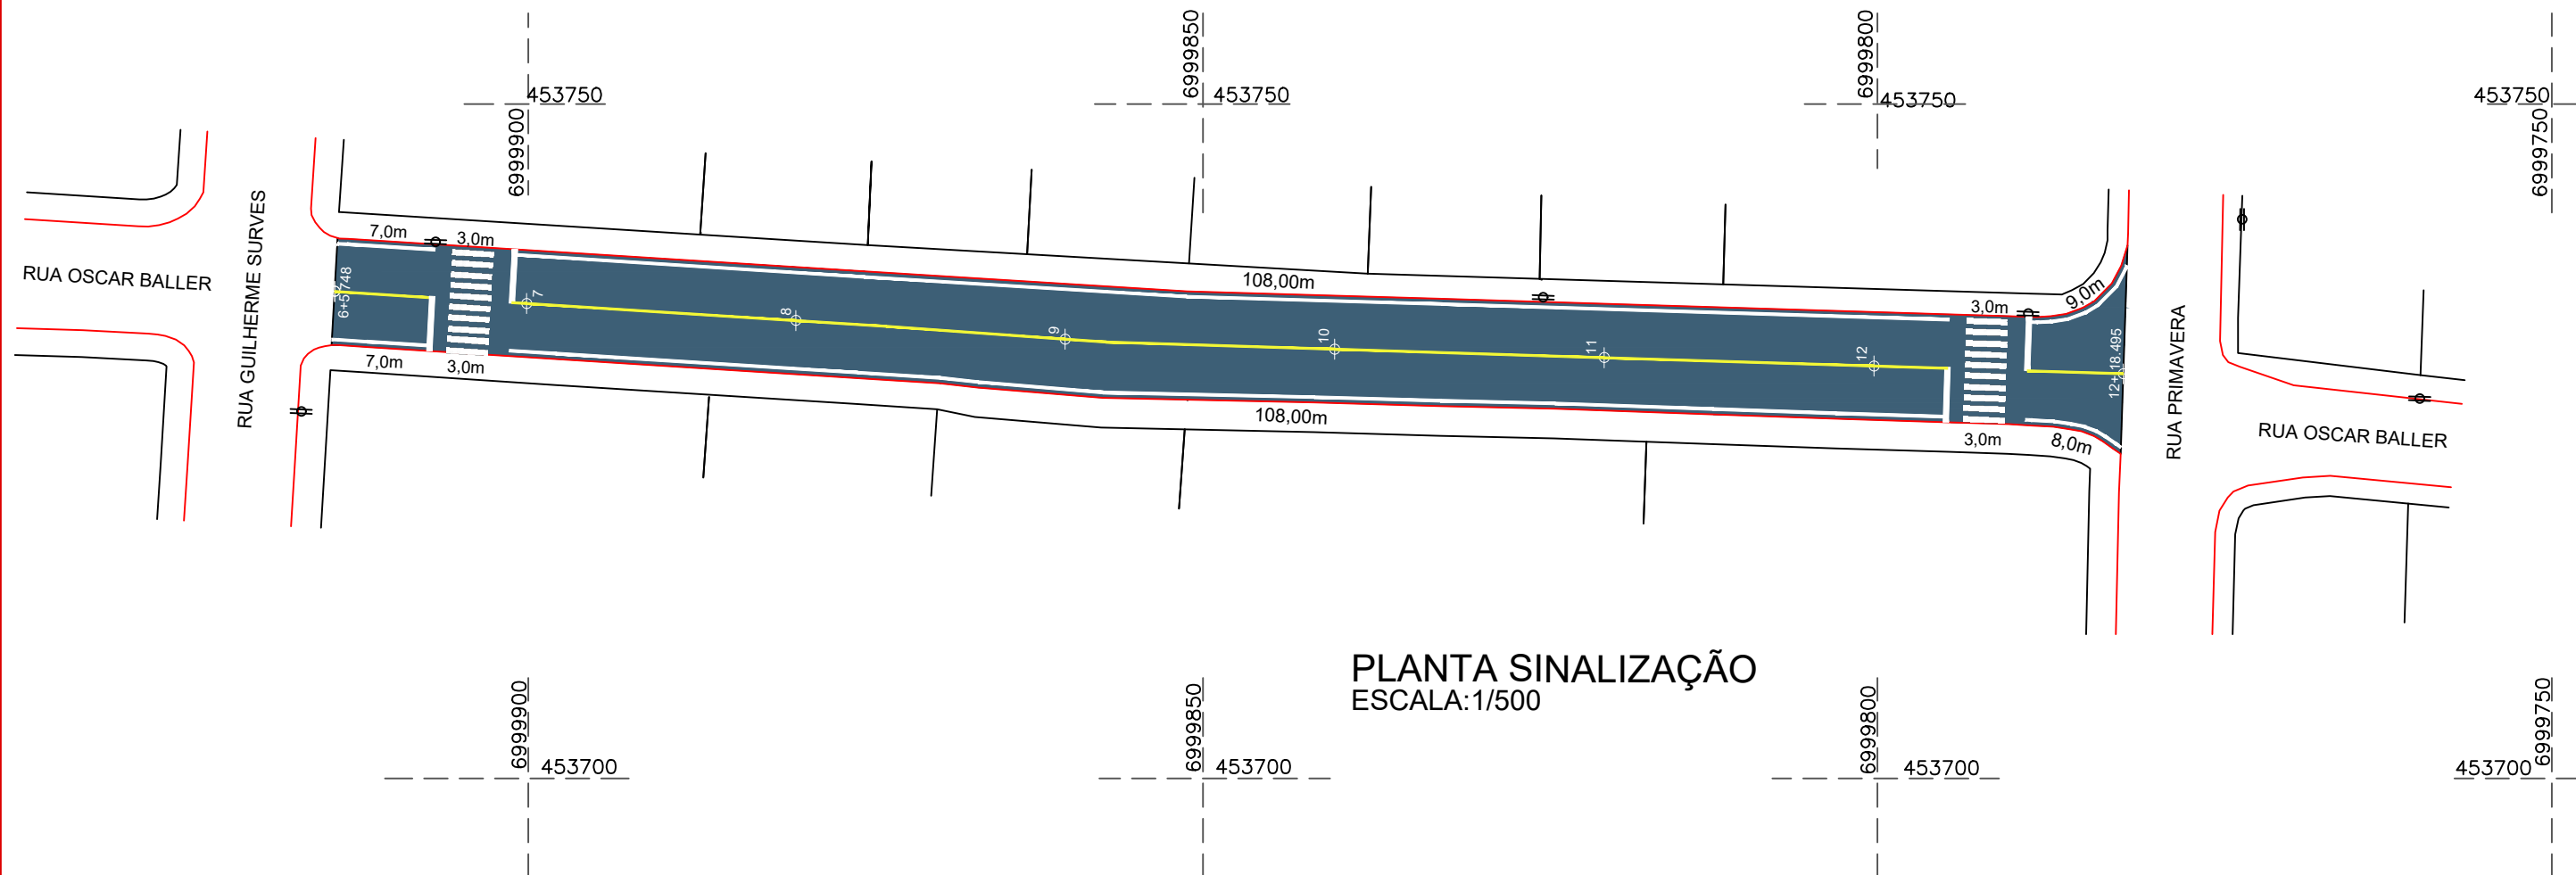 6999850
6999800
453750
453750
453750
453750
6999900
6999750
RUA GUILHERME SURVES
7,0m
3,0m
RUA OSCAR BALLER
6+5.748
7
8
9
10
11
12
108,00m
3,0m
9,0m
12+18.495
RUA PRIMAVERA
7,0m
3,0m
108,00m
3,0m
8,0m
RUA OSCAR BALLER
PLANTA SINALIZAÇÃO
ESCALA:1/500
6999900
6999850
6999800
6999750
453700
453700
453700
453700